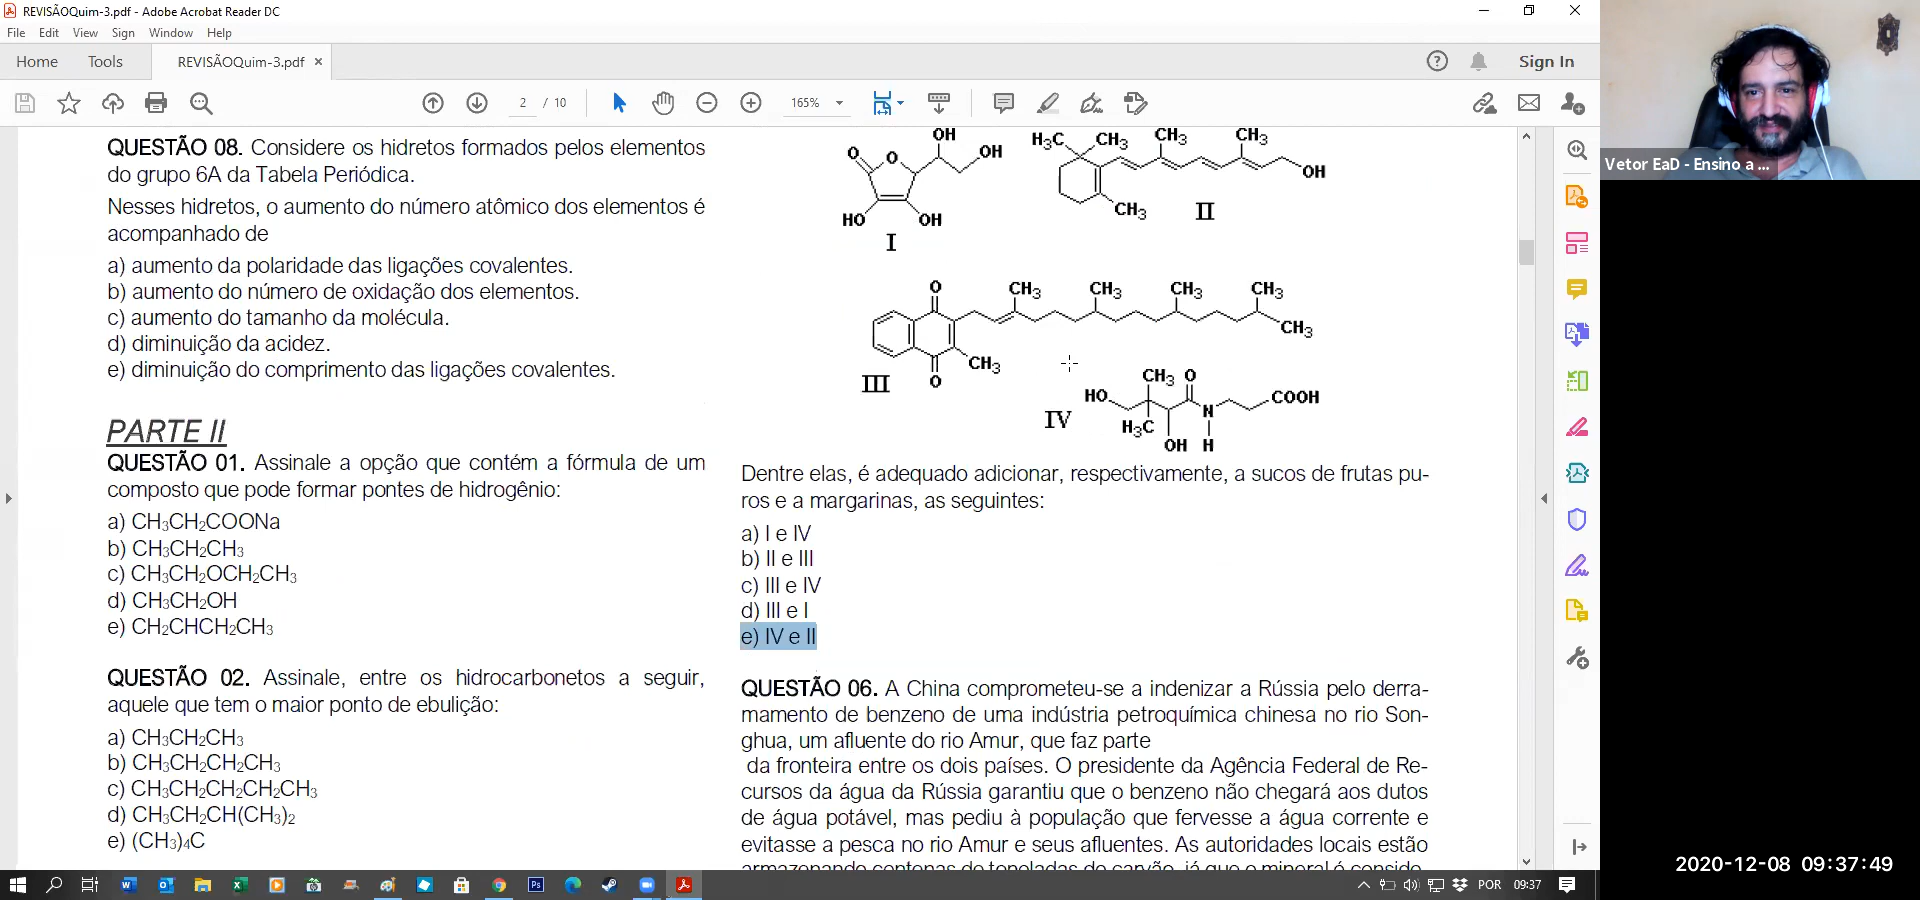 REVISÃOQuim-3.pdf - Adobe Acrobat Reader DC
File Edit View Sign Window Help
Home Tools REVISÃOQuim-3.pdf × Sign In
2 / 10 165%
QUESTÃO 08. Considere os hidretos formados pelos elementos
do grupo 6A da Tabela Periódica.
Nesses hidretos, o aumento do número atômico dos elementos é
acompanhado de
a) aumento da polaridade das ligações covalentes.
b) aumento do número de oxidação dos elementos.
c) aumento do tamanho da molécula.
d) diminuição da acidez.
e) diminuição do comprimento das ligações covalentes.
PARTE II
QUESTÃO 01. Assinale a opção que contém a fórmula de um
composto que pode formar pontes de hidrogênio:
a) CH₃CH₂COONa
b) CH₃CH₂CH₃
c) CH₃CH₂OCH₂CH₃
d) CH₃CH₂OH
e) CH₂CHCH₂CH₃
QUESTÃO 02. Assinale, entre os hidrocarbonetos a seguir,
aquele que tem o maior ponto de ebulição:
a) CH₃CH₂CH₃
b) CH₃CH₂CH₂CH₃
c) CH₃CH₂CH₂CH₂CH₃
d) CH₃CH₂CH(CH₃)₂
e) (CH₃)₄C
OH
O O OH
HO OH
I
H₃C CH₃ CH₃ CH₃
OH
CH₃ II
O CH₃ CH₃ CH₃ CH₃
CH₃
CH₃
III O
CH₃ O
HO COOH
IV N
H₃C
OH H
Dentre elas, é adequado adicionar, respectivamente, a sucos de frutas pu-
ros e a margarinas, as seguintes:
a) I e IV
b) II e III
c) III e IV
d) III e I
e) IV e II
QUESTÃO 06. A China comprometeu-se a indenizar a Rússia pelo derra-
mamento de benzeno de uma indústria petroquímica chinesa no rio Son-
ghua, um afluente do rio Amur, que faz parte
da fronteira entre os dois países. O presidente da Agência Federal de Re-
cursos da água da Rússia garantiu que o benzeno não chegará aos dutos
de água potável, mas pediu à população que fervesse a água corrente e
evitasse a pesca no rio Amur e seus afluentes. As autoridades locais estão
armazenando centenas de toneladas de carvão, já que o mineral é conside-
Vetor EaD - Ensino a ...
2020-12-08 09:37:49
POR 09:37